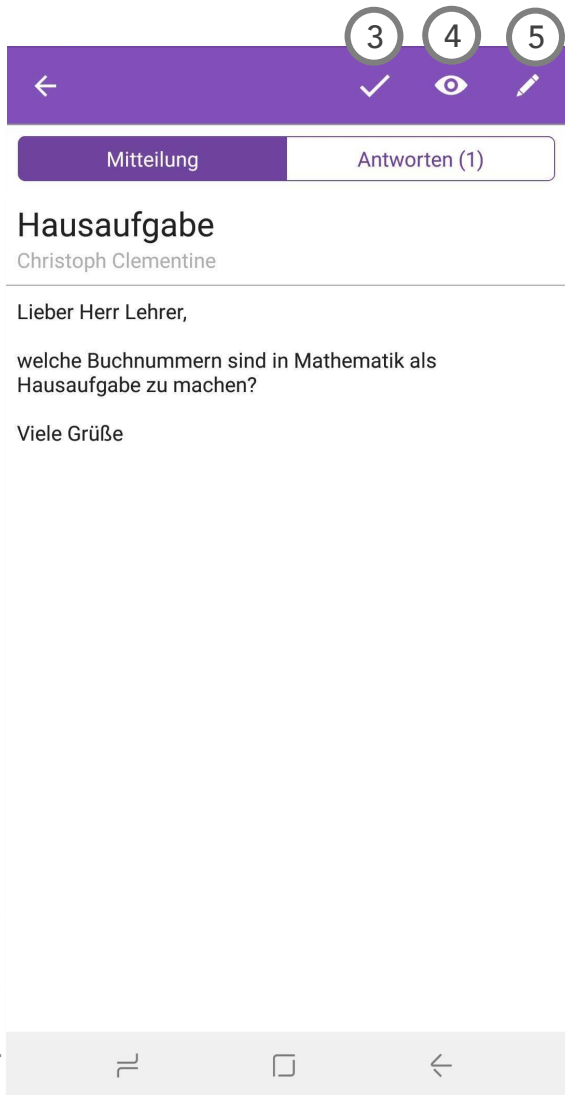 3 4 5
Mitteilung Antworten (1)
Hausaufgabe
Christoph Clementine
Lieber Herr Lehrer,
welche Buchnummern sind in Mathematik als
Hausaufgabe zu machen?
Viele Grüße